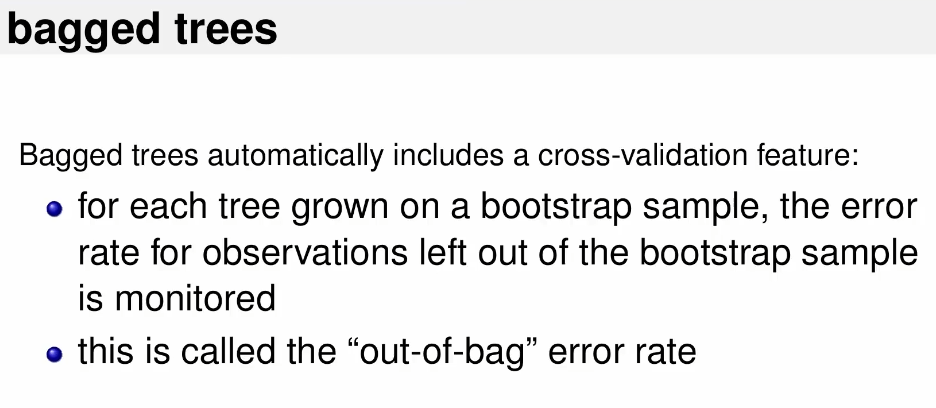 bagged trees
Bagged trees automatically includes a cross-validation feature:
for each tree grown on a bootstrap sample, the error
rate for observations left out of the bootstrap sample
is monitored
this is called the “out-of-bag” error rate